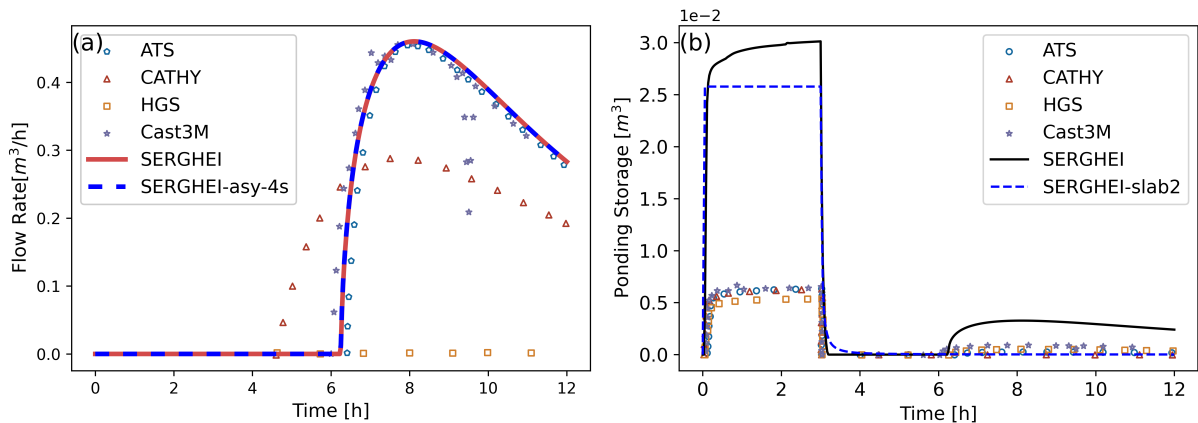 (a)
ATS
CATHY
HGS
Cast3M
SERGHEI
SERGHEI-asy-4s
Flow Rate[m³/h]
0.4
0.3
0.2
0.1
0.0
0 2 4 6 8 10 12
Time [h]
1e−2
(b)
ATS
CATHY
HGS
Cast3M
SERGHEI
SERGHEI-slab2
Ponding Storage [m³]
3.0
2.5
2.0
1.5
1.0
0.5
0.0
0 2 4 6 8 10 12
Time [h]